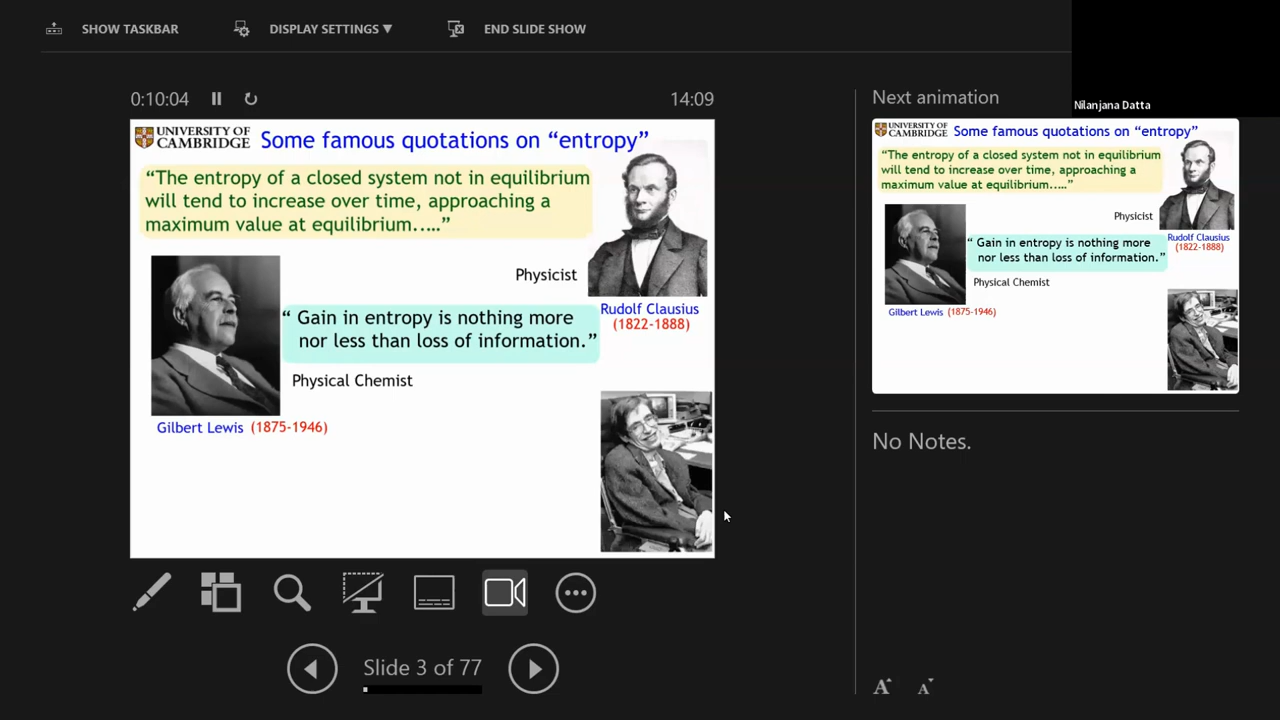 SHOW TASKBAR
DISPLAY SETTINGS ▼
END SLIDE SHOW
0:10:04
14:09
UNIVERSITY OF
CAMBRIDGE
Some famous quotations on “entropy”
“The entropy of a closed system not in equilibrium
will tend to increase over time, approaching a
maximum value at equilibrium…..”
Physicist
Rudolf Clausius
(1822-1888)
“ Gain in entropy is nothing more
nor less than loss of information.”
Physical Chemist
Gilbert Lewis (1875-1946)
Slide 3 of 77
Next animation
Nilanjana Datta
UNIVERSITY OF
CAMBRIDGE
Some famous quotations on “entropy”
“The entropy of a closed system not in equilibrium
will tend to increase over time, approaching a
maximum value at equilibrium…..”
Physicist
Rudolf Clausius
(1822-1888)
“ Gain in entropy is nothing more
nor less than loss of information.”
Physical Chemist
Gilbert Lewis (1875-1946)
No Notes.
A A